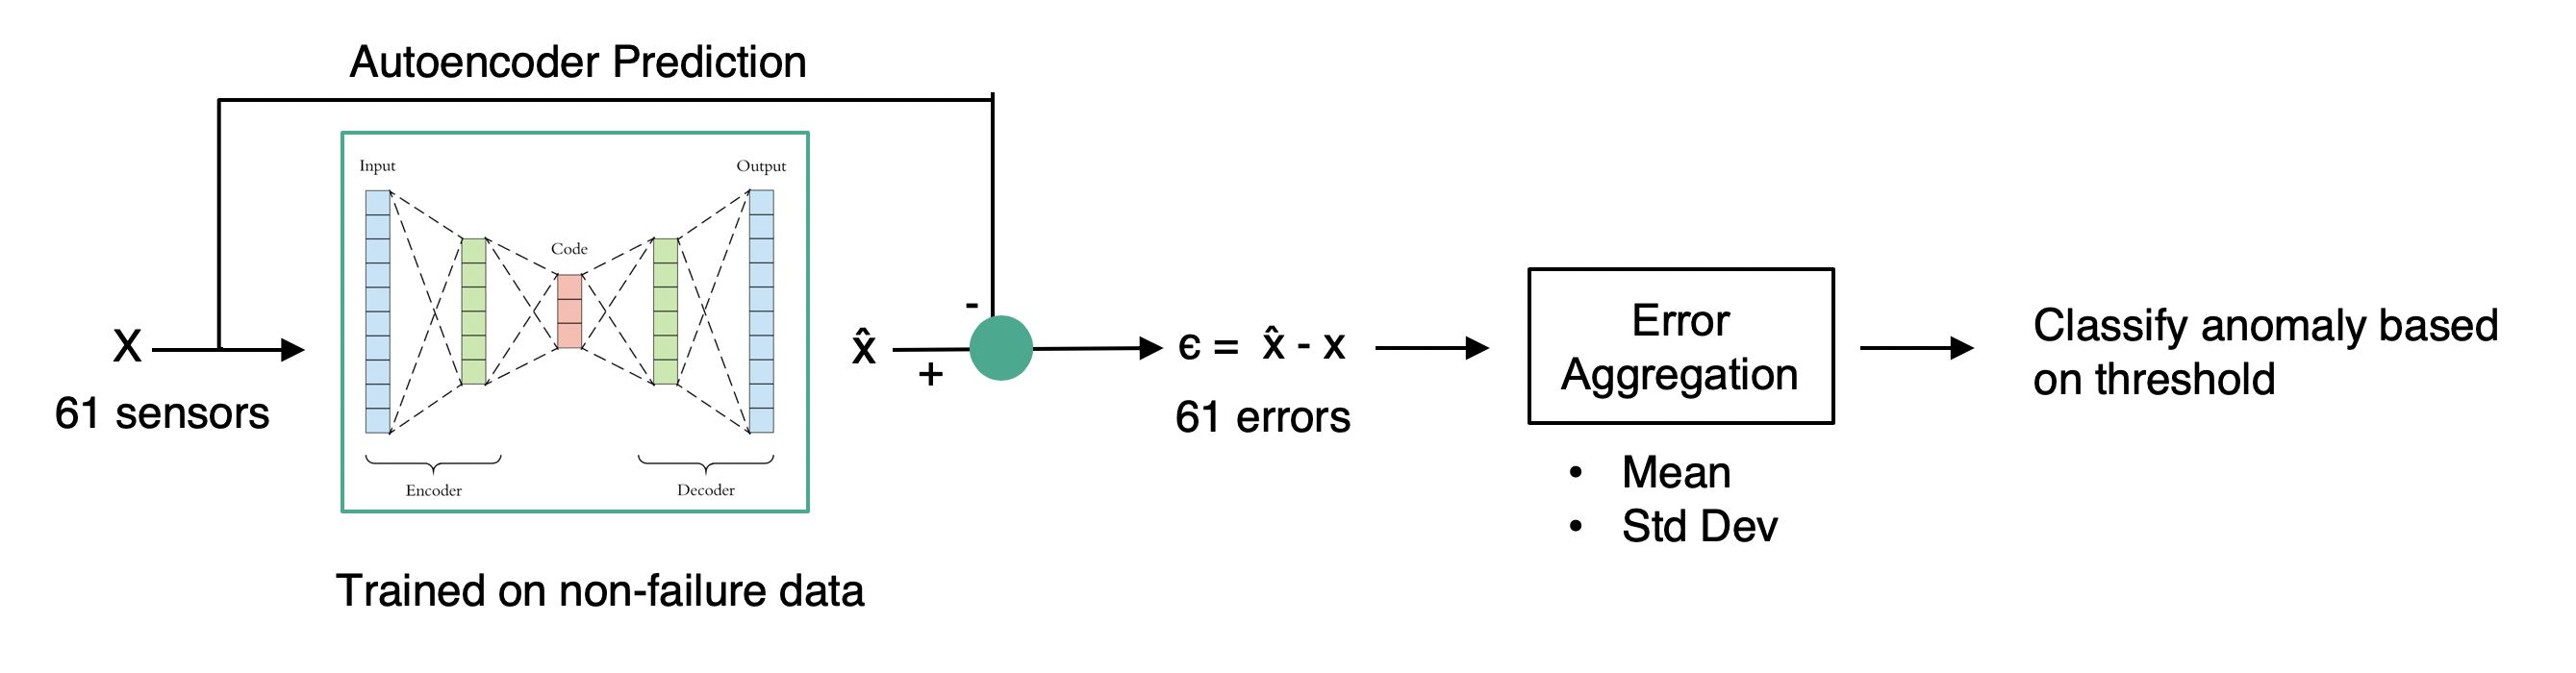 Autoencoder Prediction
Input
Output
Code
Encoder
Decoder
X
61 sensors
Trained on non-failure data
x̂
-
+
є = x̂ - x
61 errors
Error
Aggregation
• Mean
• Std Dev
Classify anomaly based
on threshold